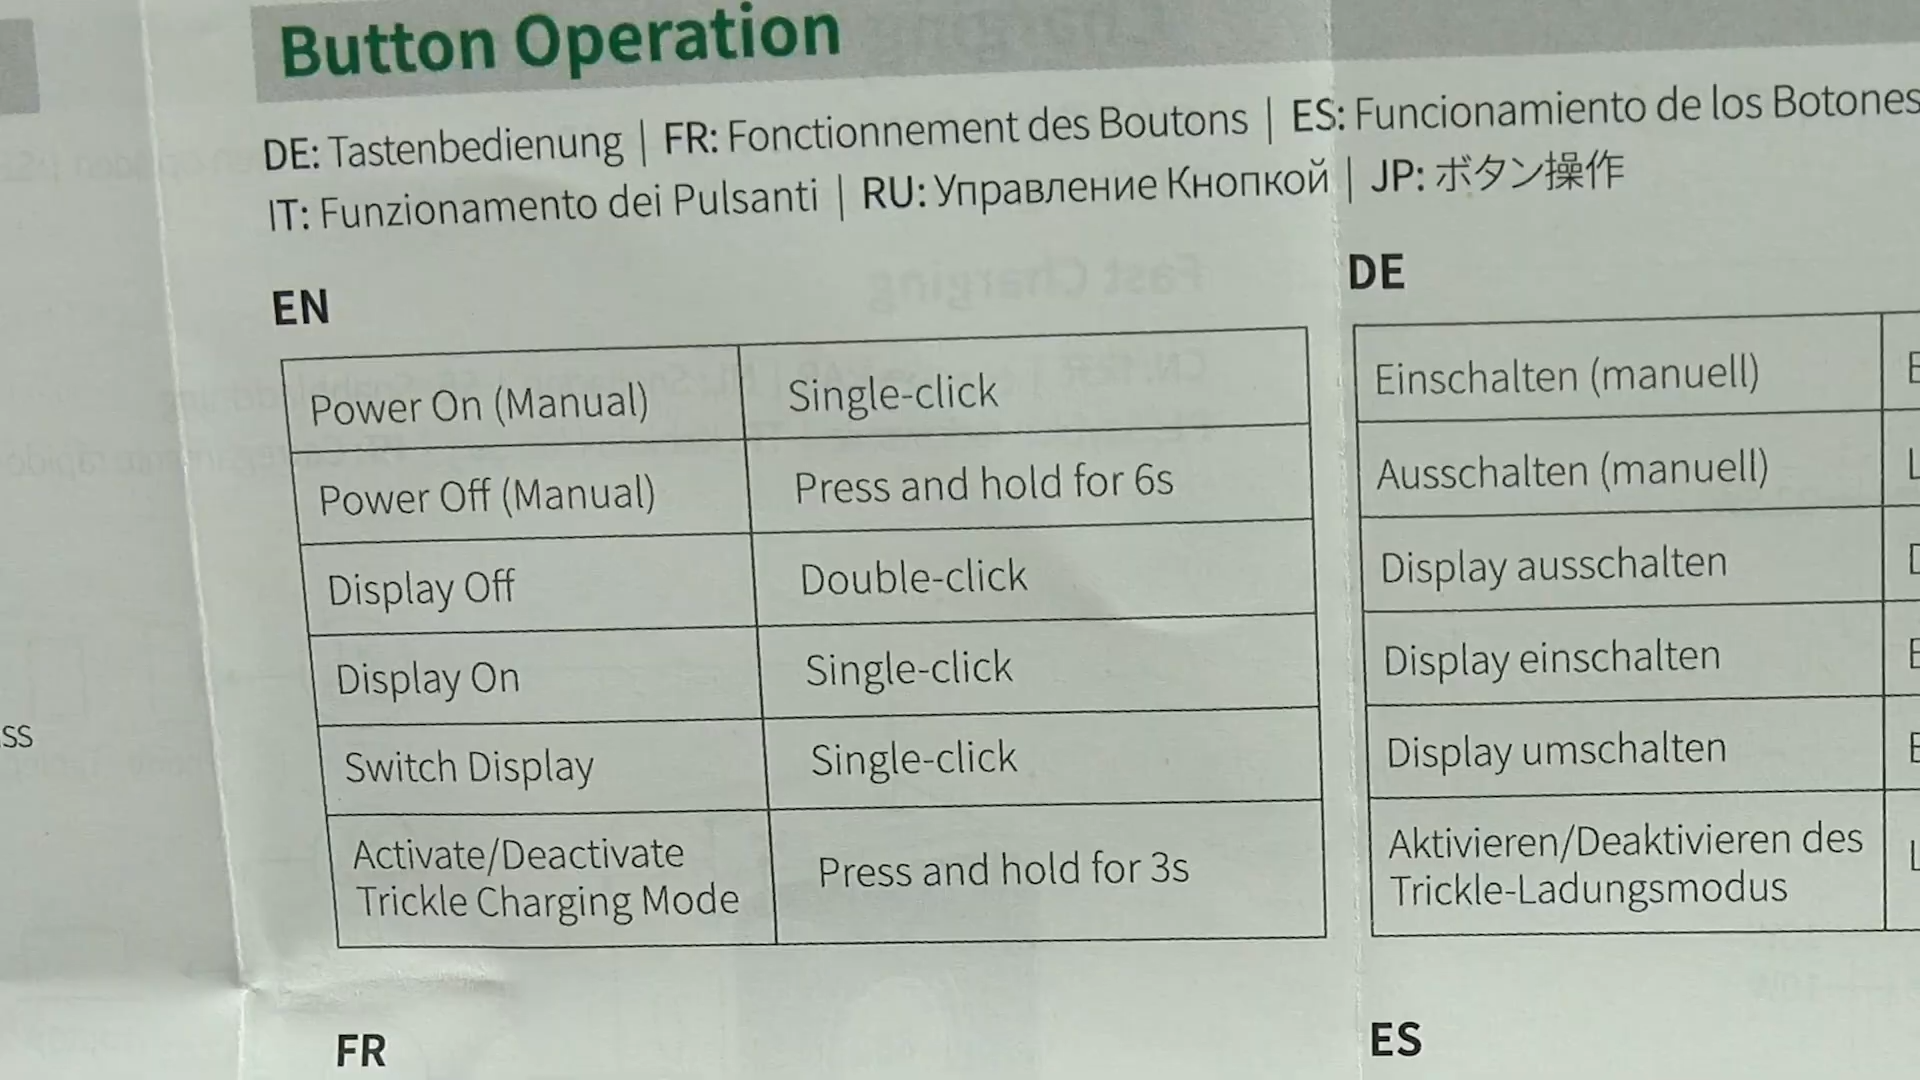 Button Operation
DE: Tastenbedienung | FR: Fonctionnement des Boutons | ES: Funcionamiento de los Botones
IT: Funzionamento dei Pulsanti | RU: Управление Кнопкой | JP: ボタン操作
EN
Power On (Manual) Single-click
Power Off (Manual) Press and hold for 6s
Display Off Double-click
Display On Single-click
Switch Display Single-click
Activate/Deactivate
Trickle Charging Mode
Press and hold for 3s
DE
Einschalten (manuell)
Ausschalten (manuell)
Display ausschalten
Display einschalten
Display umschalten
Aktivieren/Deaktivieren des
Trickle-Ladungsmodus
ss
FR
ES